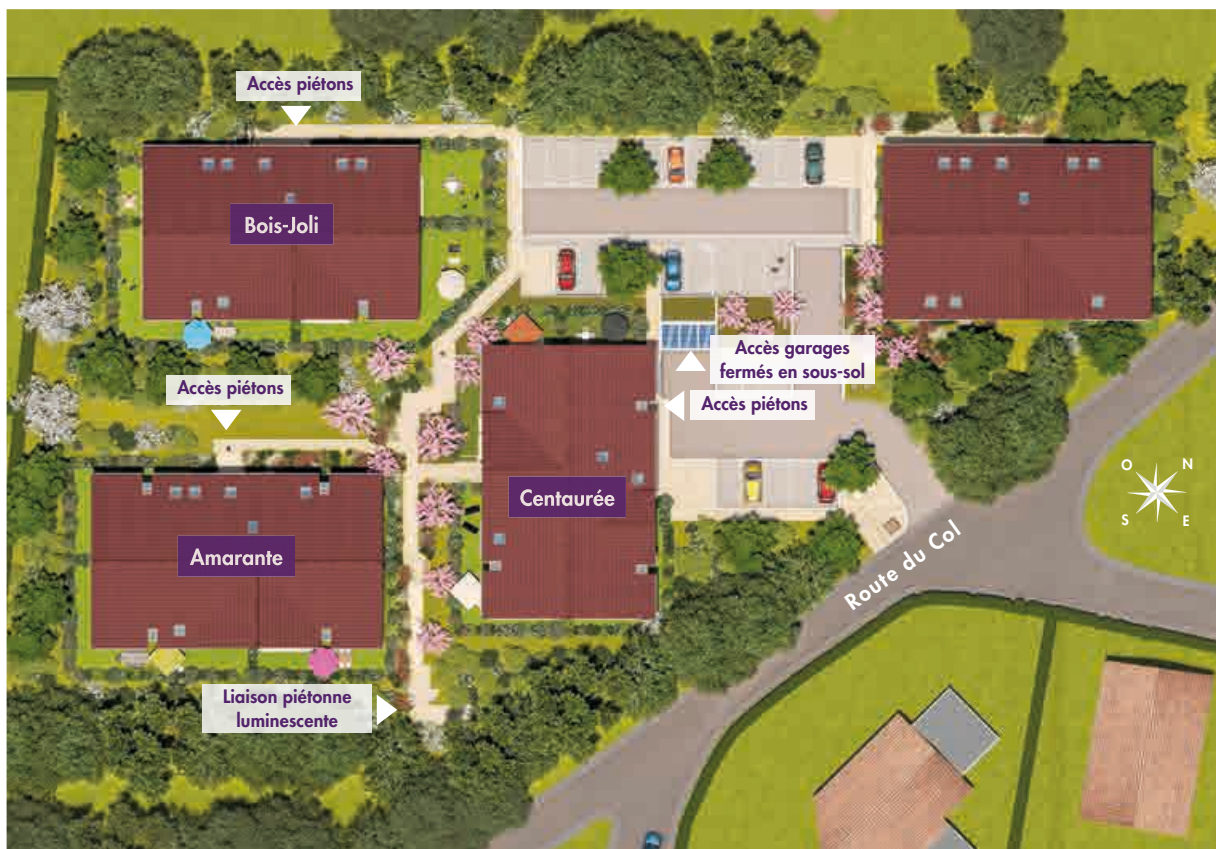 Accès piétons
Bois-Joli
Accès garages
fermés en sous-sol
Accès piétons
Accès piétons
O N
S E
Centaurée
Amarante
Route du Col
Liaison piétonne
luminescente